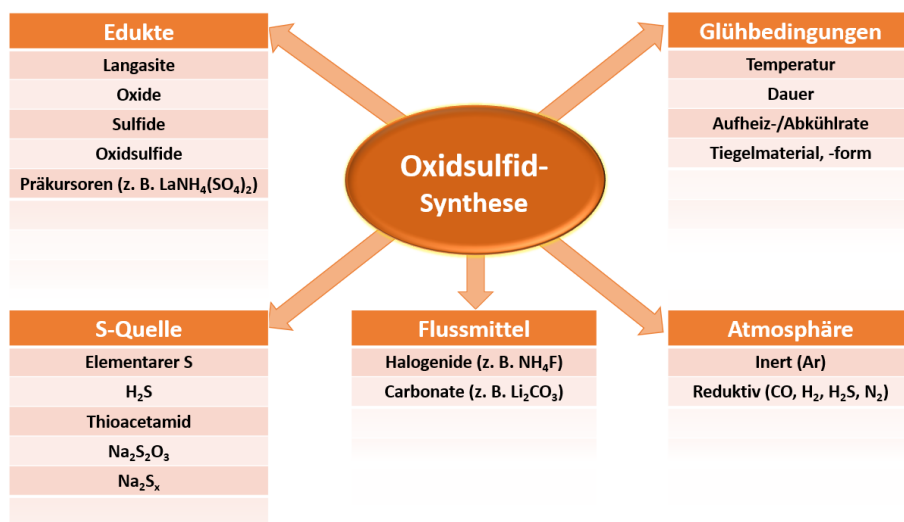 Edukte
Langasite
Oxide
Sulfide
Oxidsulfide
Präkursoren (z. B. LaNH₄(SO₄)₂)
Glühbedingungen
Temperatur
Dauer
Aufheiz-/Abkühlrate
Tiegelmaterial, -form
Oxidsulfid-
Synthese
S-Quelle
Elementarer S
H₂S
Thioacetamid
Na₂S₂O₃
Na₂Sₓ
Flussmittel
Halogenide (z. B. NH₄F)
Carbonate (z. B. Li₂CO₃)
Atmosphäre
Inert (Ar)
Reduktiv (CO, H₂, H₂S, N₂)